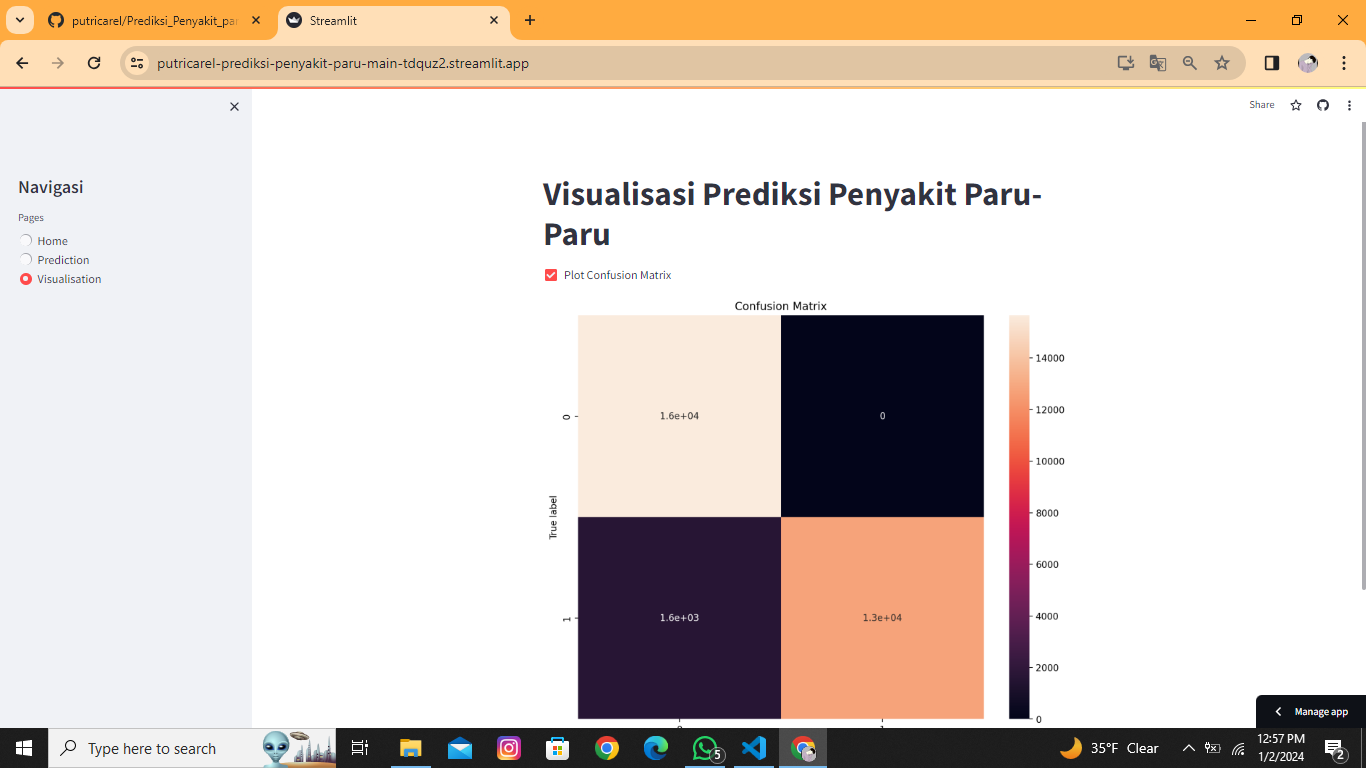 putricarel/Prediksi_Penyakit_pa
Streamlit
putricarel-prediksi-penyakit-paru-main-tdquz2.streamlit.app
Share
Navigasi
Pages
Home
Prediction
Visualisation
Visualisasi Prediksi Penyakit Paru-
Paru
Plot Confusion Matrix
Confusion Matrix
0
1.6e+04
0
True label
1
1.6e+03
1.3e+04
14000
12000
10000
8000
6000
4000
2000
0
Manage app
Type here to search
5
35°F Clear
12:57 PM
1/2/2024
2